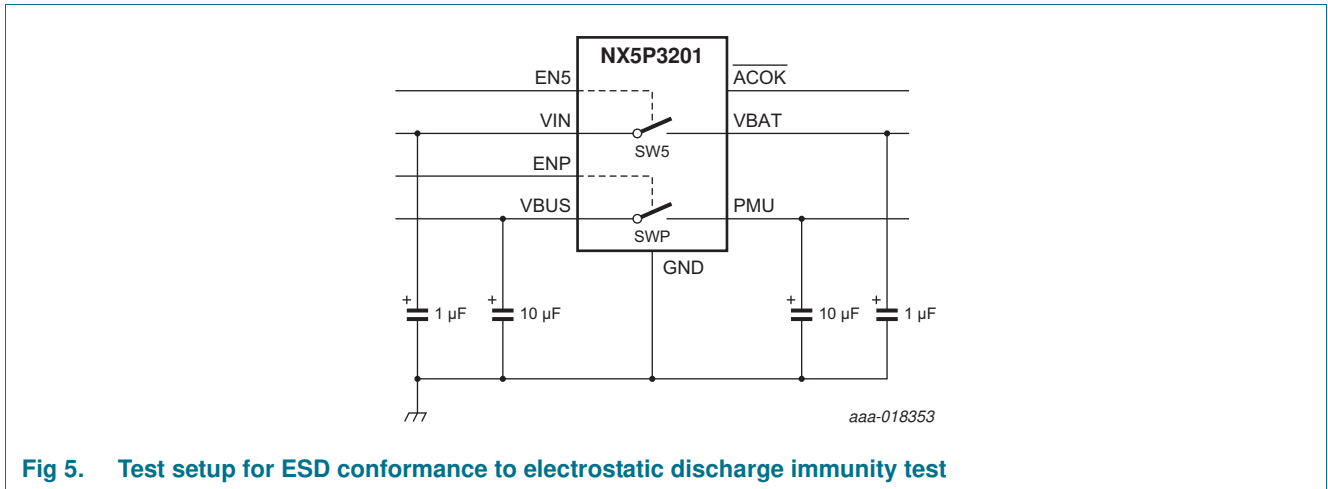 NX5P3201
EN5
ACOK
VIN
VBAT
SW5
ENP
VBUS
PMU
SWP
GND
+
1 µF
+
10 µF
+
10 µF
+
1 µF
aaa-018353
Fig 5. Test setup for ESD conformance to electrostatic discharge immunity test